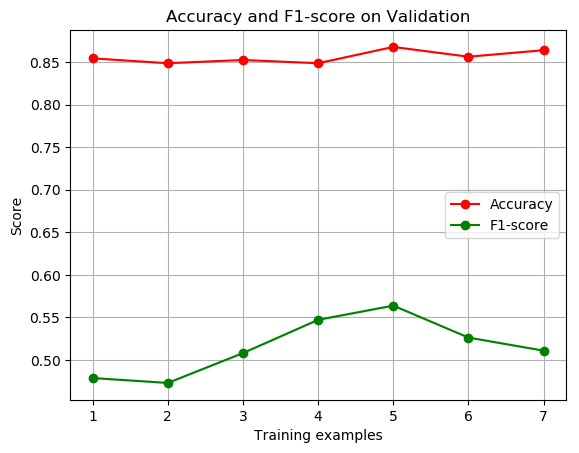 Accuracy and F1-score on Validation
Score
0.85
0.80
0.75
0.70
0.65
0.60
0.55
0.50
Accuracy
F1-score
1 2 3 4 5 6 7
Training examples